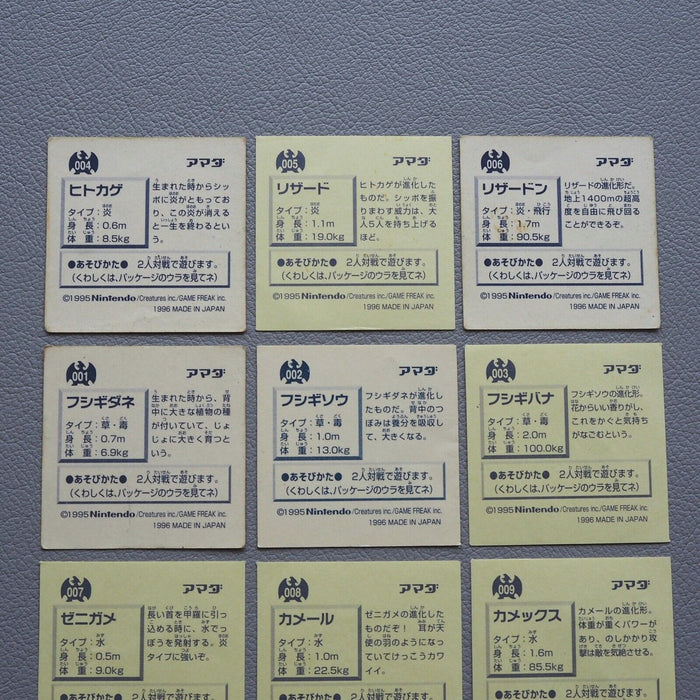 004 アマダ
ヒトカゲ
タイプ：炎
身長：0.6m
体重：8.5kg
生まれた時からシッ
ポに炎がともってお
り、この炎が消える
と一生を終わるとい
う。
●あそびかた● 2人対戦で遊びます。
（くわしくは、パッケージのウラを見てネ）
©1995 Nintendo/Creatures inc./GAME FREAK inc.
1996 MADE IN JAPAN
005 アマダ
リザード
タイプ：炎
身長：1.1m
体重：19.0kg
ヒトカゲが進化した
ものだ。シッポを振
りまわす威力は、大
人5人を持ち上げる
ほど。
●あそびかた● 2人対戦で遊びます。
（くわしくは、パッケージのウラを見てネ）
©1995 Nintendo/Creatures inc./GAME FREAK inc.
1996 MADE IN JAPAN
006 アマダ
リザードン
タイプ：炎・飛行
身長：1.7m
体重：90.5kg
リザードの進化形だ。
地上1400mの超高
度を自由に飛び回る
ことができるぞ。
●あそびかた● 2人対戦で遊びます。
（くわしくは、パッケージのウラを見てネ）
©1995 Nintendo/Creatures inc./GAME FREAK inc.
1996 MADE IN JAPAN
001 アマダ
フシギダネ
タイプ：草・毒
身長：0.7m
体重：6.9kg
生まれた時から、背
中に大きな植物の種
が付いていて、じょ
じょに大きく育つと
いう。
●あそびかた● 2人対戦で遊びます。
（くわしくは、パッケージのウラを見てネ）
©1995 Nintendo/Creatures inc./GAME FREAK inc.
1996 MADE IN JAPAN
002 アマダ
フシギソウ
タイプ：草・毒
身長：1.0m
体重：13.0kg
フシギダネが進化し
たものだ。背中のつ
ぼみは養分を吸収し
て、大きくなる。
●あそびかた● 2人対戦で遊びます。
（くわしくは、パッケージのウラを見てネ）
©1995 Nintendo/Creatures inc./GAME FREAK inc.
1996 MADE IN JAPAN
003 アマダ
フシギバナ
タイプ：草・毒
身長：2.0m
体重：100.0kg
フシギソウの進化形。
花からいい香りがし、
これをかぐと気持ち
がなごむという。
●あそびかた● 2人対戦で遊びます。
（くわしくは、パッケージのウラを見てネ）
©1995 Nintendo/Creatures inc./GAME FREAK inc.
1996 MADE IN JAPAN
007 アマダ
ゼニガメ
タイプ：水
身長：0.5m
体重：9.0kg
長い首を甲羅に引っ
込める時に、水でっ
ぽうを発射する。炎
タイプに強いぞ。
●あそびかた● 2人対戦で遊びます。
008 アマダ
カメール
タイプ：水
身長：1.0m
体重：22.5kg
ゼニガメの進化した
ものだぞ！ 耳が天
使の羽のようになっ
ていてけっこうカワ
イイ。
●あそびかた● 2人対戦で遊びます。
009 アマダ
カメックス
タイプ：水
身長：1.6m
体重：85.5kg
カメールの進化形。
体重が重くパワーが
あり、のしかかり攻
撃は敵を気絶させる。
●あそびかた● 2人対戦で遊びます。